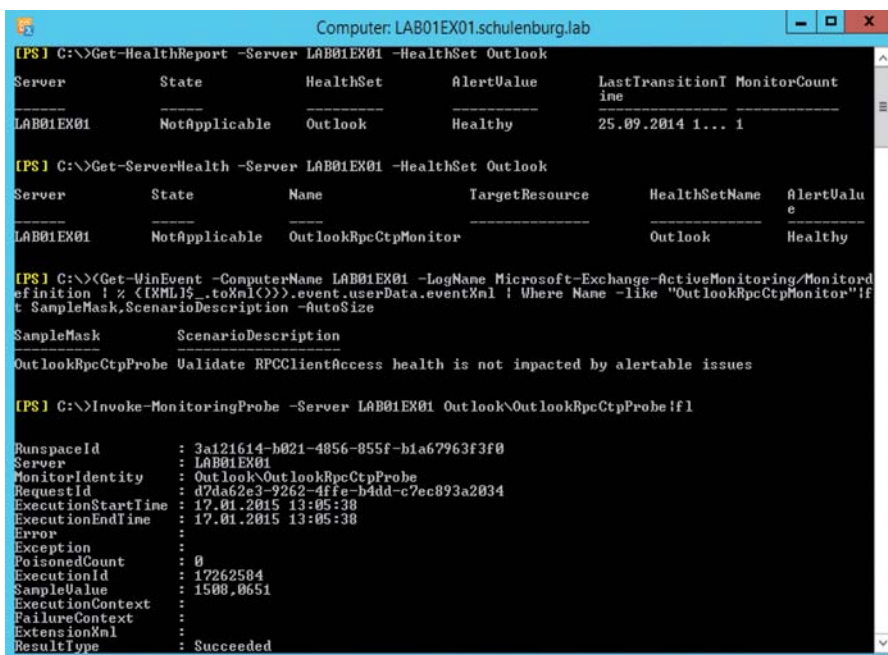 Computer: LAB01EX01.schulenburg.lab
[PS] C:\>Get-HealthReport -Server LAB01EX01 -HealthSet Outlook
Server State HealthSet AlertValue LastTransitionT MonitorCount
ime
------ ----- --------- ---------- --------------- ------------
LAB01EX01 NotApplicable Outlook Healthy 25.09.2014 1... 1
[PS] C:\>Get-ServerHealth -Server LAB01EX01 -HealthSet Outlook
Server State Name TargetResource HealthSetName AlertValu
e
------ ----- ---- -------------- ------------- ---------
LAB01EX01 NotApplicable OutlookRpcCtpMonitor Outlook Healthy
[PS] C:\>(Get-WinEvent -ComputerName LAB01EX01 -LogName Microsoft-Exchange-ActiveMonitoring/Monitord
efinition | % {[XML]$_.toXml()}).event.userData.eventXml | Where Name -like "OutlookRpcCtpMonitor"|f
t SampleMask,ScenarioDescription -AutoSize
SampleMask ScenarioDescription
---------- -------------------
OutlookRpcCtpProbe Validate RPCClientAccess health is not impacted by alertable issues
[PS] C:\>Invoke-MonitoringProbe -Server LAB01EX01 Outlook\OutlookRpcCtpProbe|fl
RunspaceId : 3a121614-b021-4856-855f-b1a67963f3f0
Server : LAB01EX01
MonitorIdentity : Outlook\OutlookRpcCtpProbe
RequestId : d7da62e3-9262-4ffe-b4dd-c7ec893a2034
ExecutionStartTime : 17.01.2015 13:05:38
ExecutionEndTime : 17.01.2015 13:05:38
Error :
Exception :
PoisonedCount : 0
ExecutionId : 17262584
SampleValue : 1508,0651
ExecutionContext :
FailureContext :
ExtensionXml :
ResultType : Succeeded